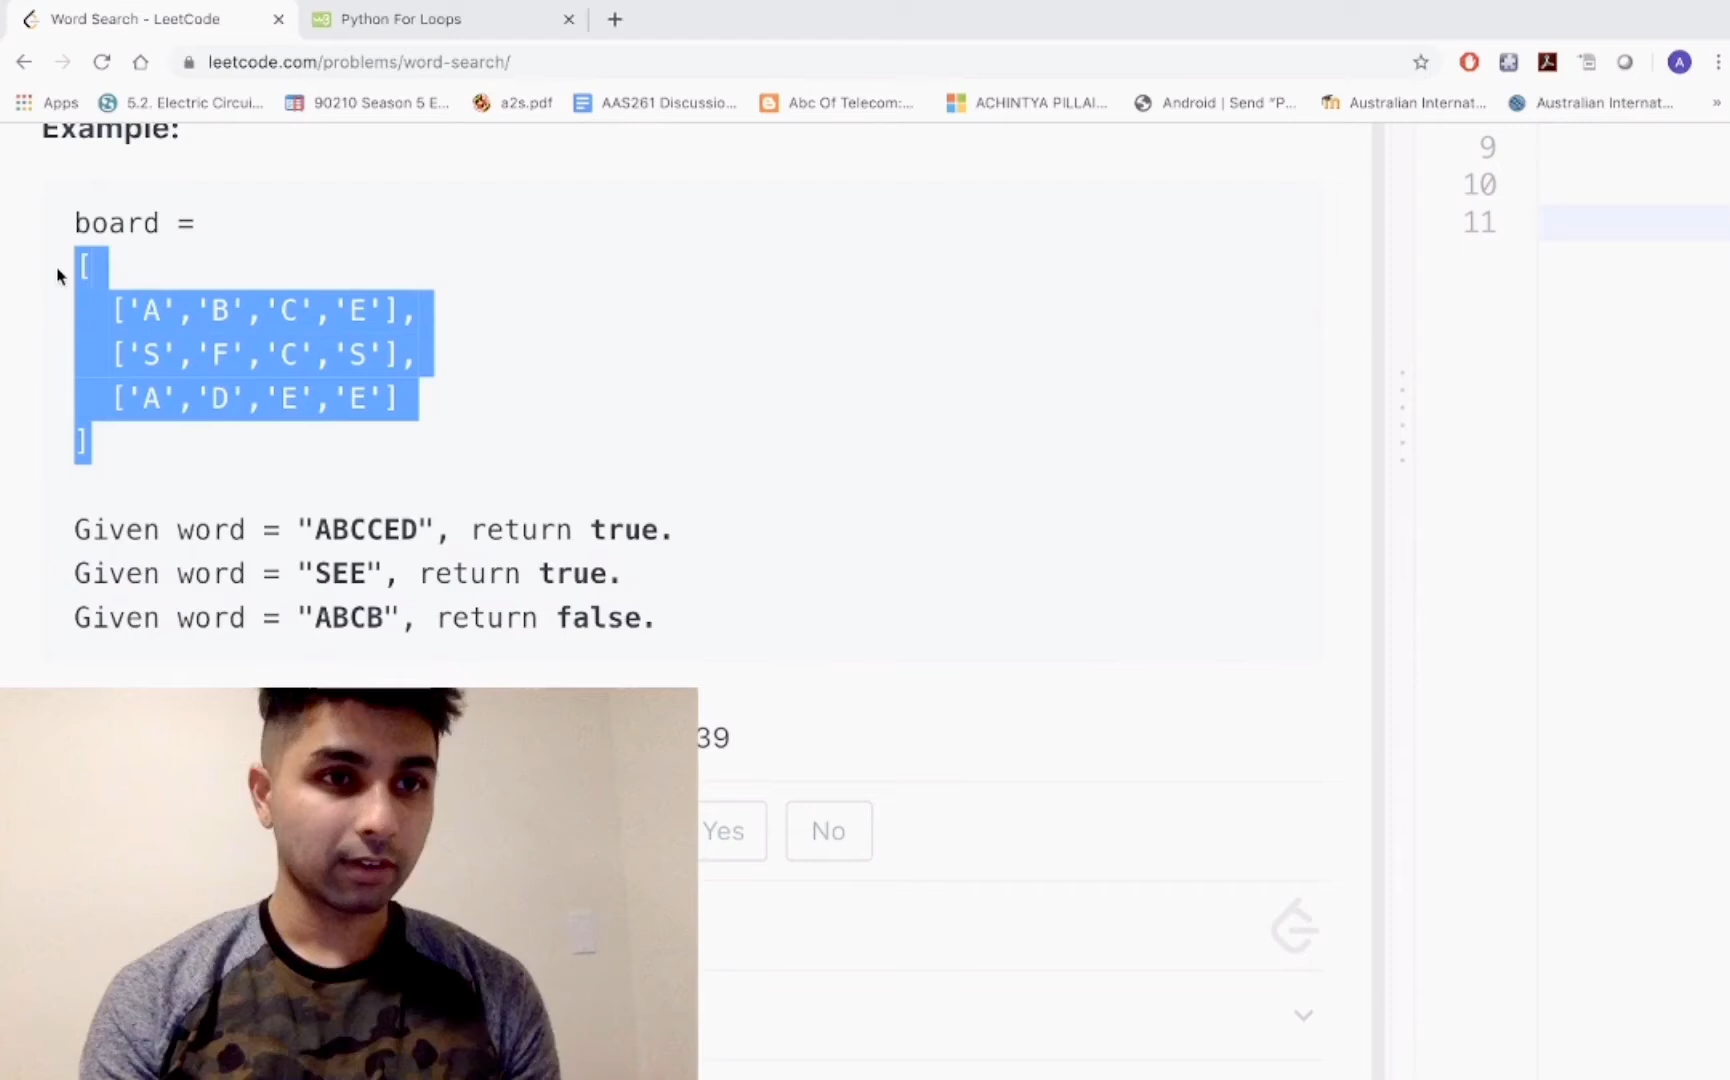 Word Search - LeetCode
Python For Loops
leetcode.com/problems/word-search/
A
Apps
5.2. Electric Circui...
90210 Season 5 E...
a2s.pdf
AAS261 Discussio...
Abc Of Telecom:...
ACHINTYA PILLAI...
Android | Send “P...
Australian Internat...
Australian Internat...
»
Example:
board =
[
['A','B','C','E'],
['S','F','C','S'],
['A','D','E','E']
]
Given word = "ABCCED", return true.
Given word = "SEE", return true.
Given word = "ABCB", return false.
39
Yes
No
9
10
11